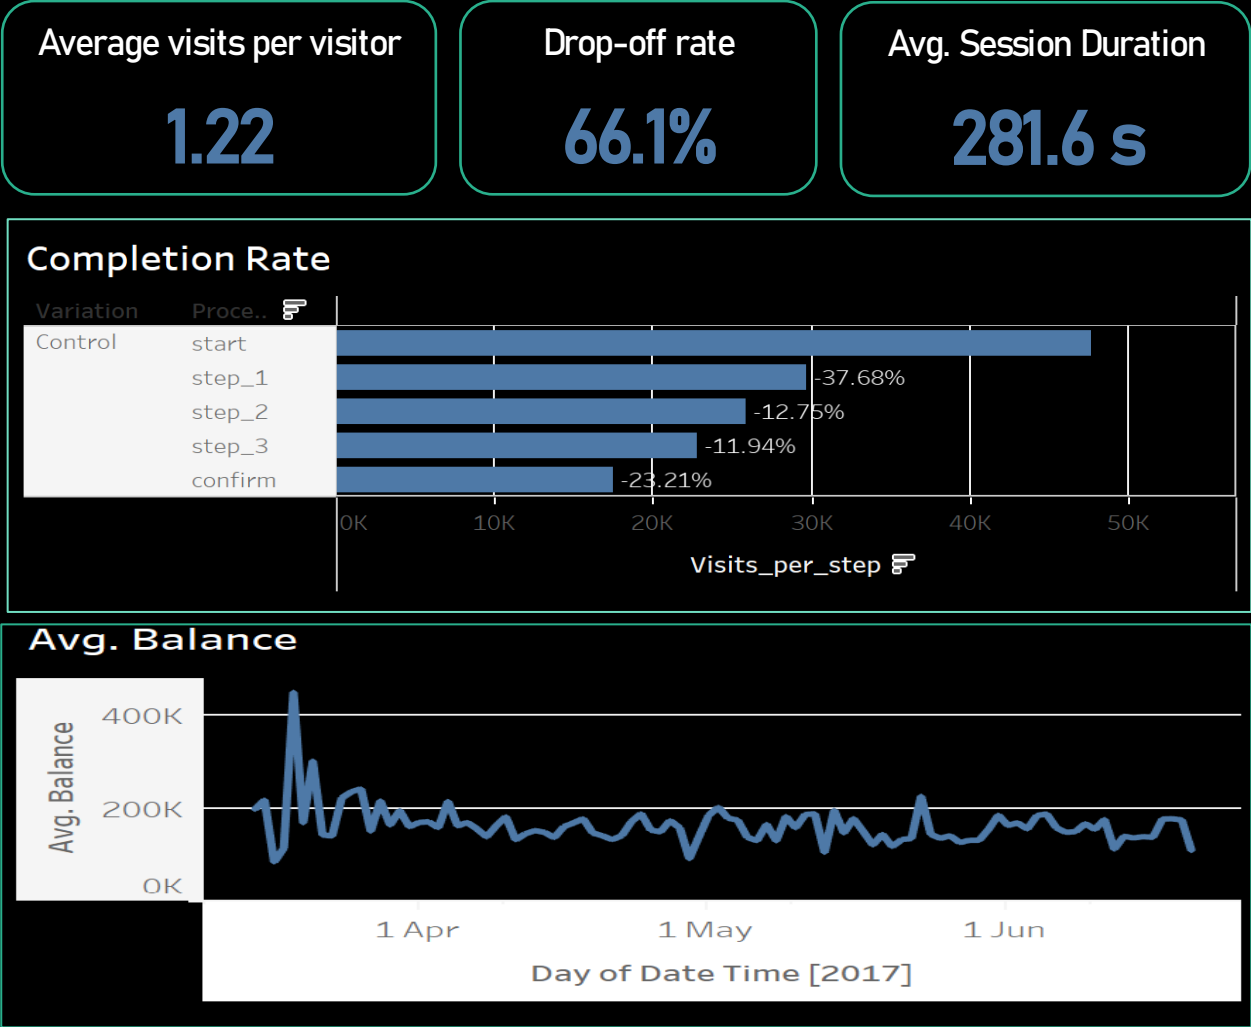 Average visits per visitor
1.22
Drop-off rate
66.1%
Avg. Session Duration
281.6 s
Completion Rate
Variation Proce..
Control start
step_1 -37.68%
step_2 -12.75%
step_3 -11.94%
confirm -23.21%
0K 10K 20K 30K 40K 50K
Visits_per_step
Avg. Balance
Avg. Balance
400K
200K
0K
1 Apr 1 May 1 Jun
Day of Date Time [2017]